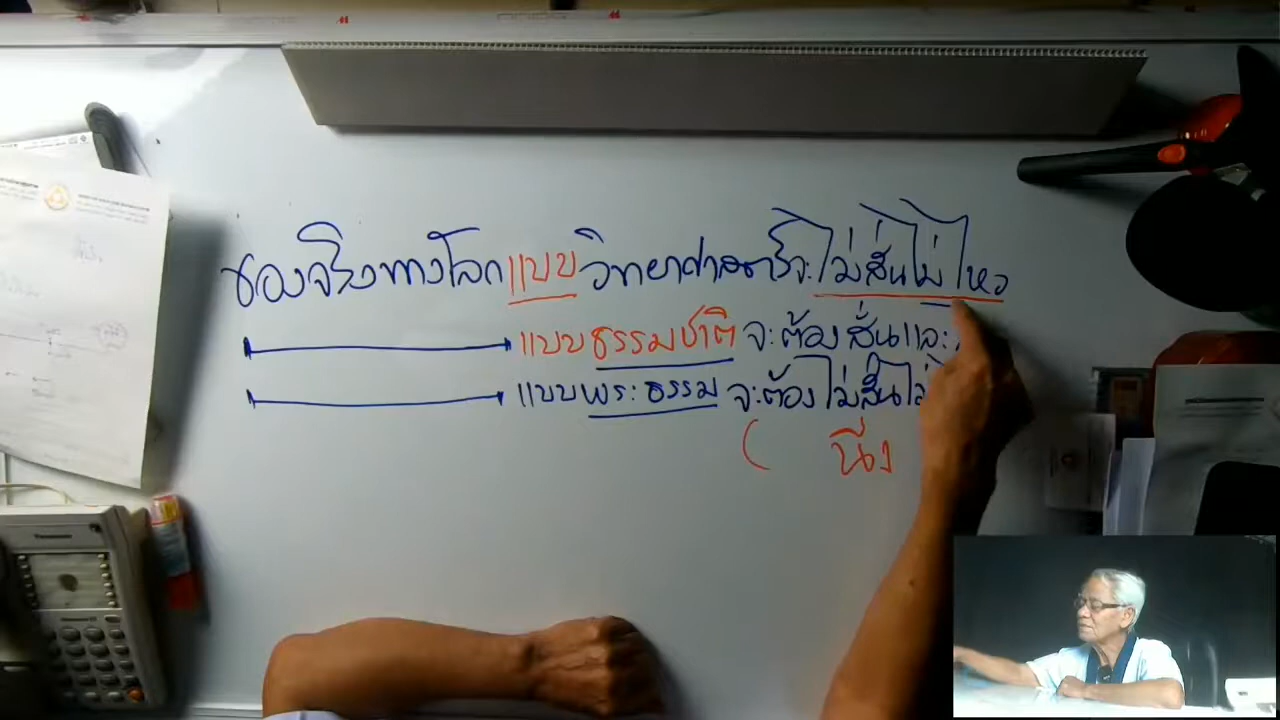 ของจริงทางโลกแบบวิทยาศาสตร์จะไม่สั่นไม่ไหว
แบบธรรมชาติ จะต้องสั่นและ
แบบพระธรรม จะต้องไม่สั่นไม่
( นิ่ง
Panasonic